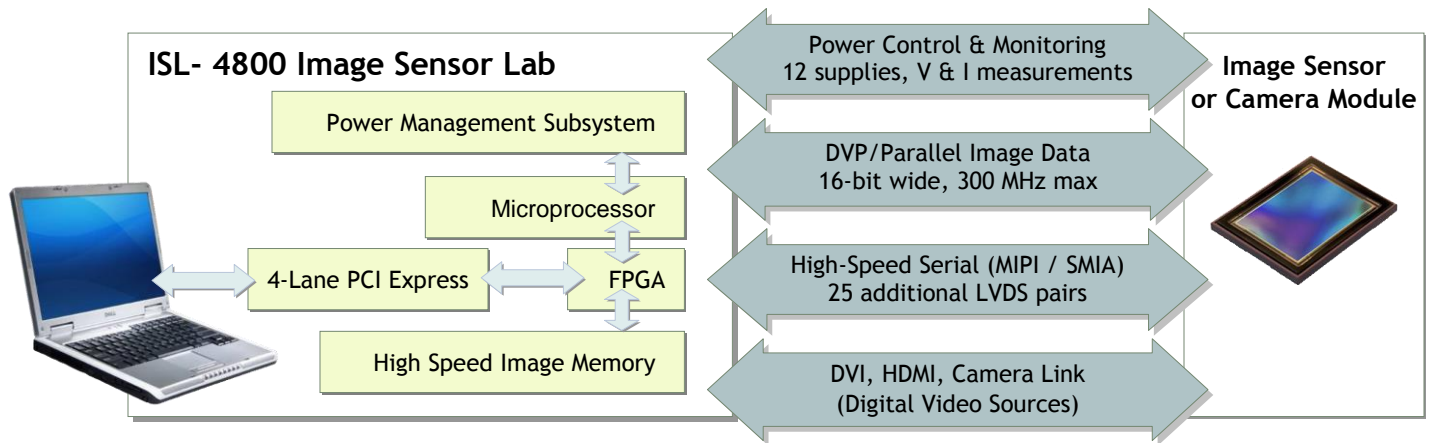 ISL- 4800 Image Sensor Lab
Power Management Subsystem
Microprocessor
4-Lane PCI Express
FPGA
High Speed Image Memory
Power Control & Monitoring
12 supplies, V & I measurements
DVP/Parallel Image Data
16-bit wide, 300 MHz max
High-Speed Serial (MIPI / SMIA)
25 additional LVDS pairs
DVI, HDMI, Camera Link
(Digital Video Sources)
Image Sensor
or Camera Module